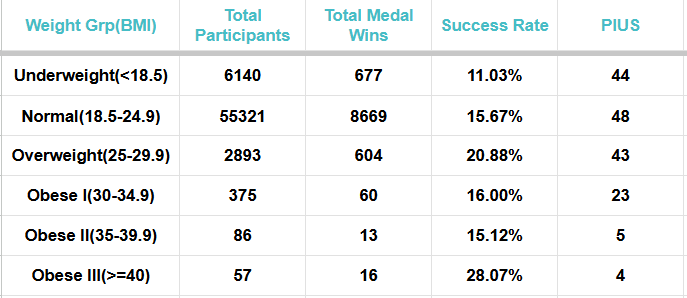 Weight Grp(BMI) Total Participants Total Medal Wins Success Rate PIUS
Underweight(<18.5) 6140 677 11.03% 44
Normal(18.5-24.9) 55321 8669 15.67% 48
Overweight(25-29.9) 2893 604 20.88% 43
Obese I(30-34.9) 375 60 16.00% 23
Obese II(35-39.9) 86 13 15.12% 5
Obese III(>=40) 57 16 28.07% 4